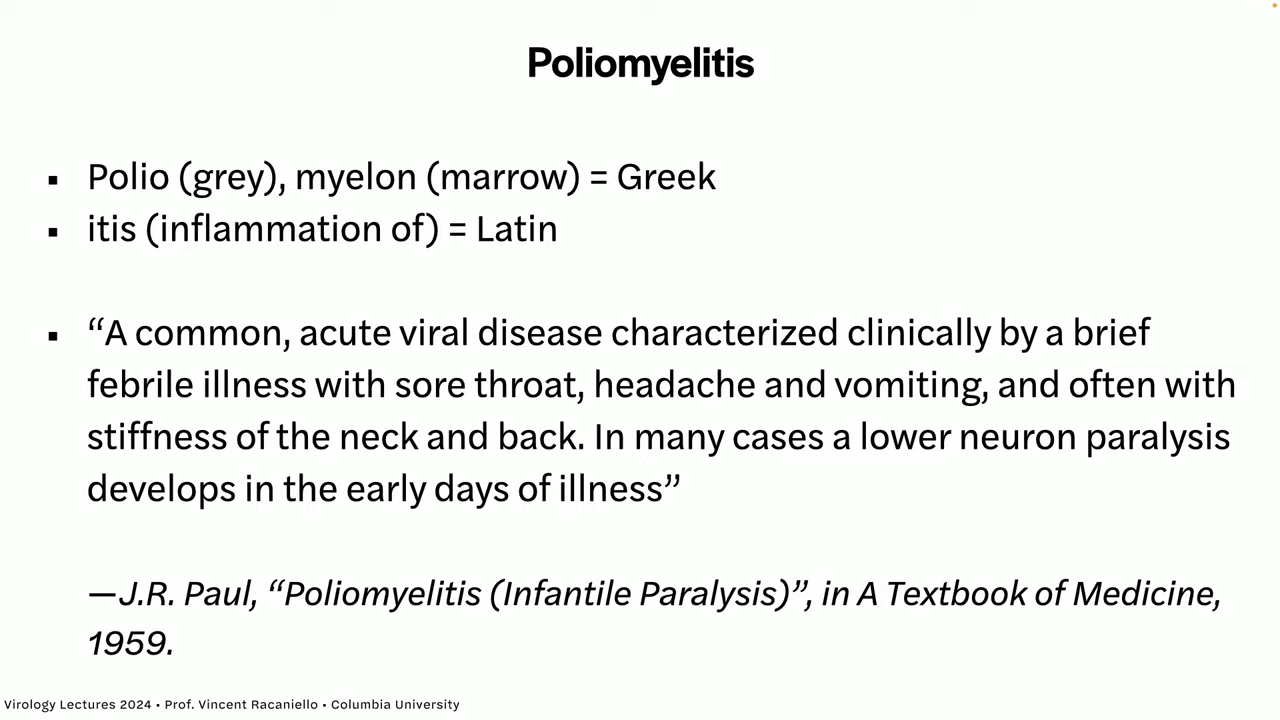 Poliomyelitis
▪ Polio (grey), myelon (marrow) = Greek
▪ itis (inflammation of) = Latin
▪ “A common, acute viral disease characterized clinically by a brief
febrile illness with sore throat, headache and vomiting, and often with
stiffness of the neck and back. In many cases a lower neuron paralysis
develops in the early days of illness”
—J.R. Paul, “Poliomyelitis (Infantile Paralysis)”, in A Textbook of Medicine,
1959.
Virology Lectures 2024 • Prof. Vincent Racaniello • Columbia University